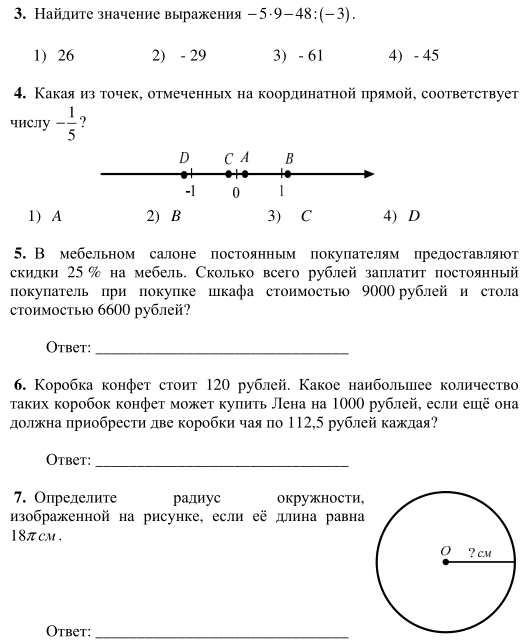 3. Найдите значение выражения −5·9−48:(−3).
1) 26 2) - 29 3) - 61 4) - 45
4. Какая из точек, отмеченных на координатной прямой, соответствует
числу −1/5?
D C A B
-1 0 1
1) A 2) B 3) C 4) D
5. В мебельном салоне постоянным покупателям предоставляют
скидки 25 % на мебель. Сколько всего рублей заплатит постоянный
покупатель при покупке шкафа стоимостью 9000 рублей и стола
стоимостью 6600 рублей?
Ответ: ______________________________
6. Коробка конфет стоит 120 рублей. Какое наибольшее количество
таких коробок конфет может купить Лена на 1000 рублей, если ещё она
должна приобрести две коробки чая по 112,5 рублей каждая?
Ответ: ______________________________
7. Определите радиус окружности,
изображенной на рисунке, если её длина равна
18π см.
O ? см
Ответ: ______________________________